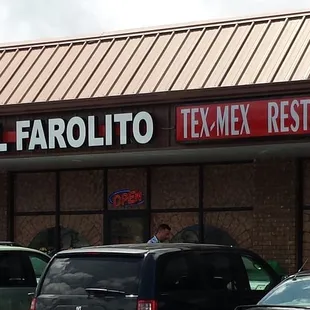 L FAROLITO
TEX-MEX REST
OPEN